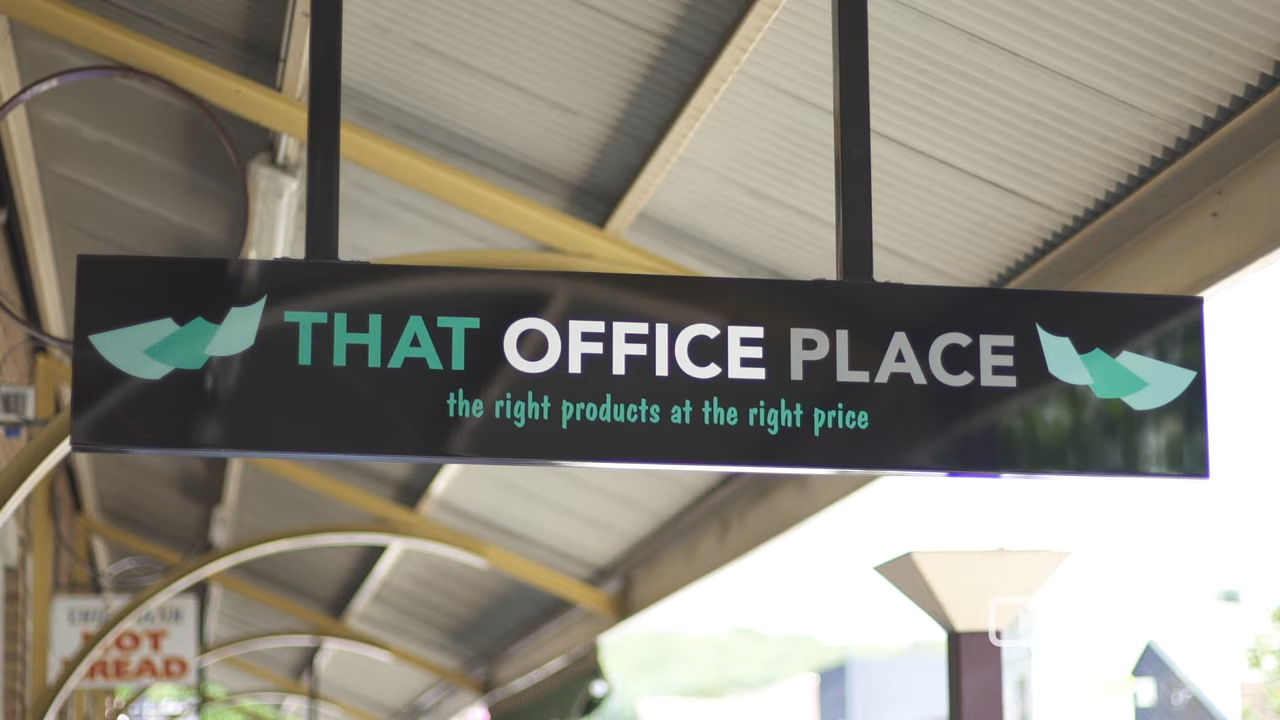 THAT OFFICE PLACE
the right products at the right price
HOT
BREAD